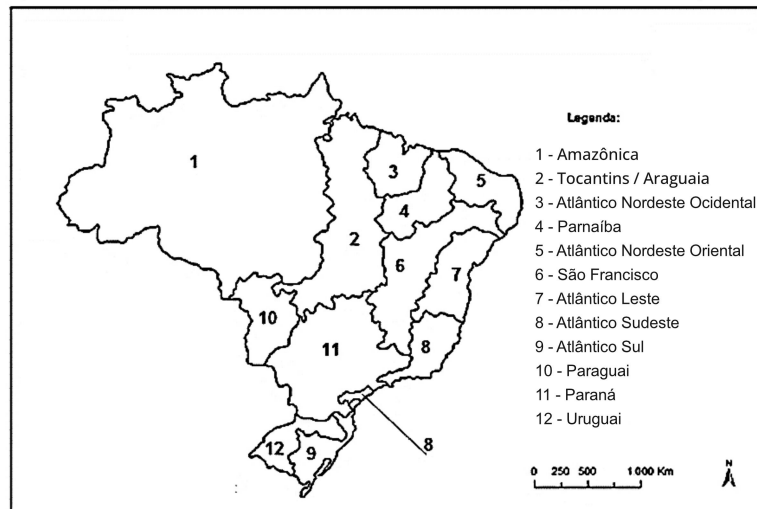 Legenda:
1 - Amazônica
2 - Tocantins / Araguaia
3 - Atlântico Nordeste Ocidental
4 - Parnaíba
5 - Atlântico Nordeste Oriental
6 - São Francisco
7 - Atlântico Leste
8 - Atlântico Sudeste
9 - Atlântico Sul
10 - Paraguai
11 - Paraná
12 - Uruguai
1
3
5
4
2
6
7
10
11
8
8
12
9
0 250 500 1 000 Km
N